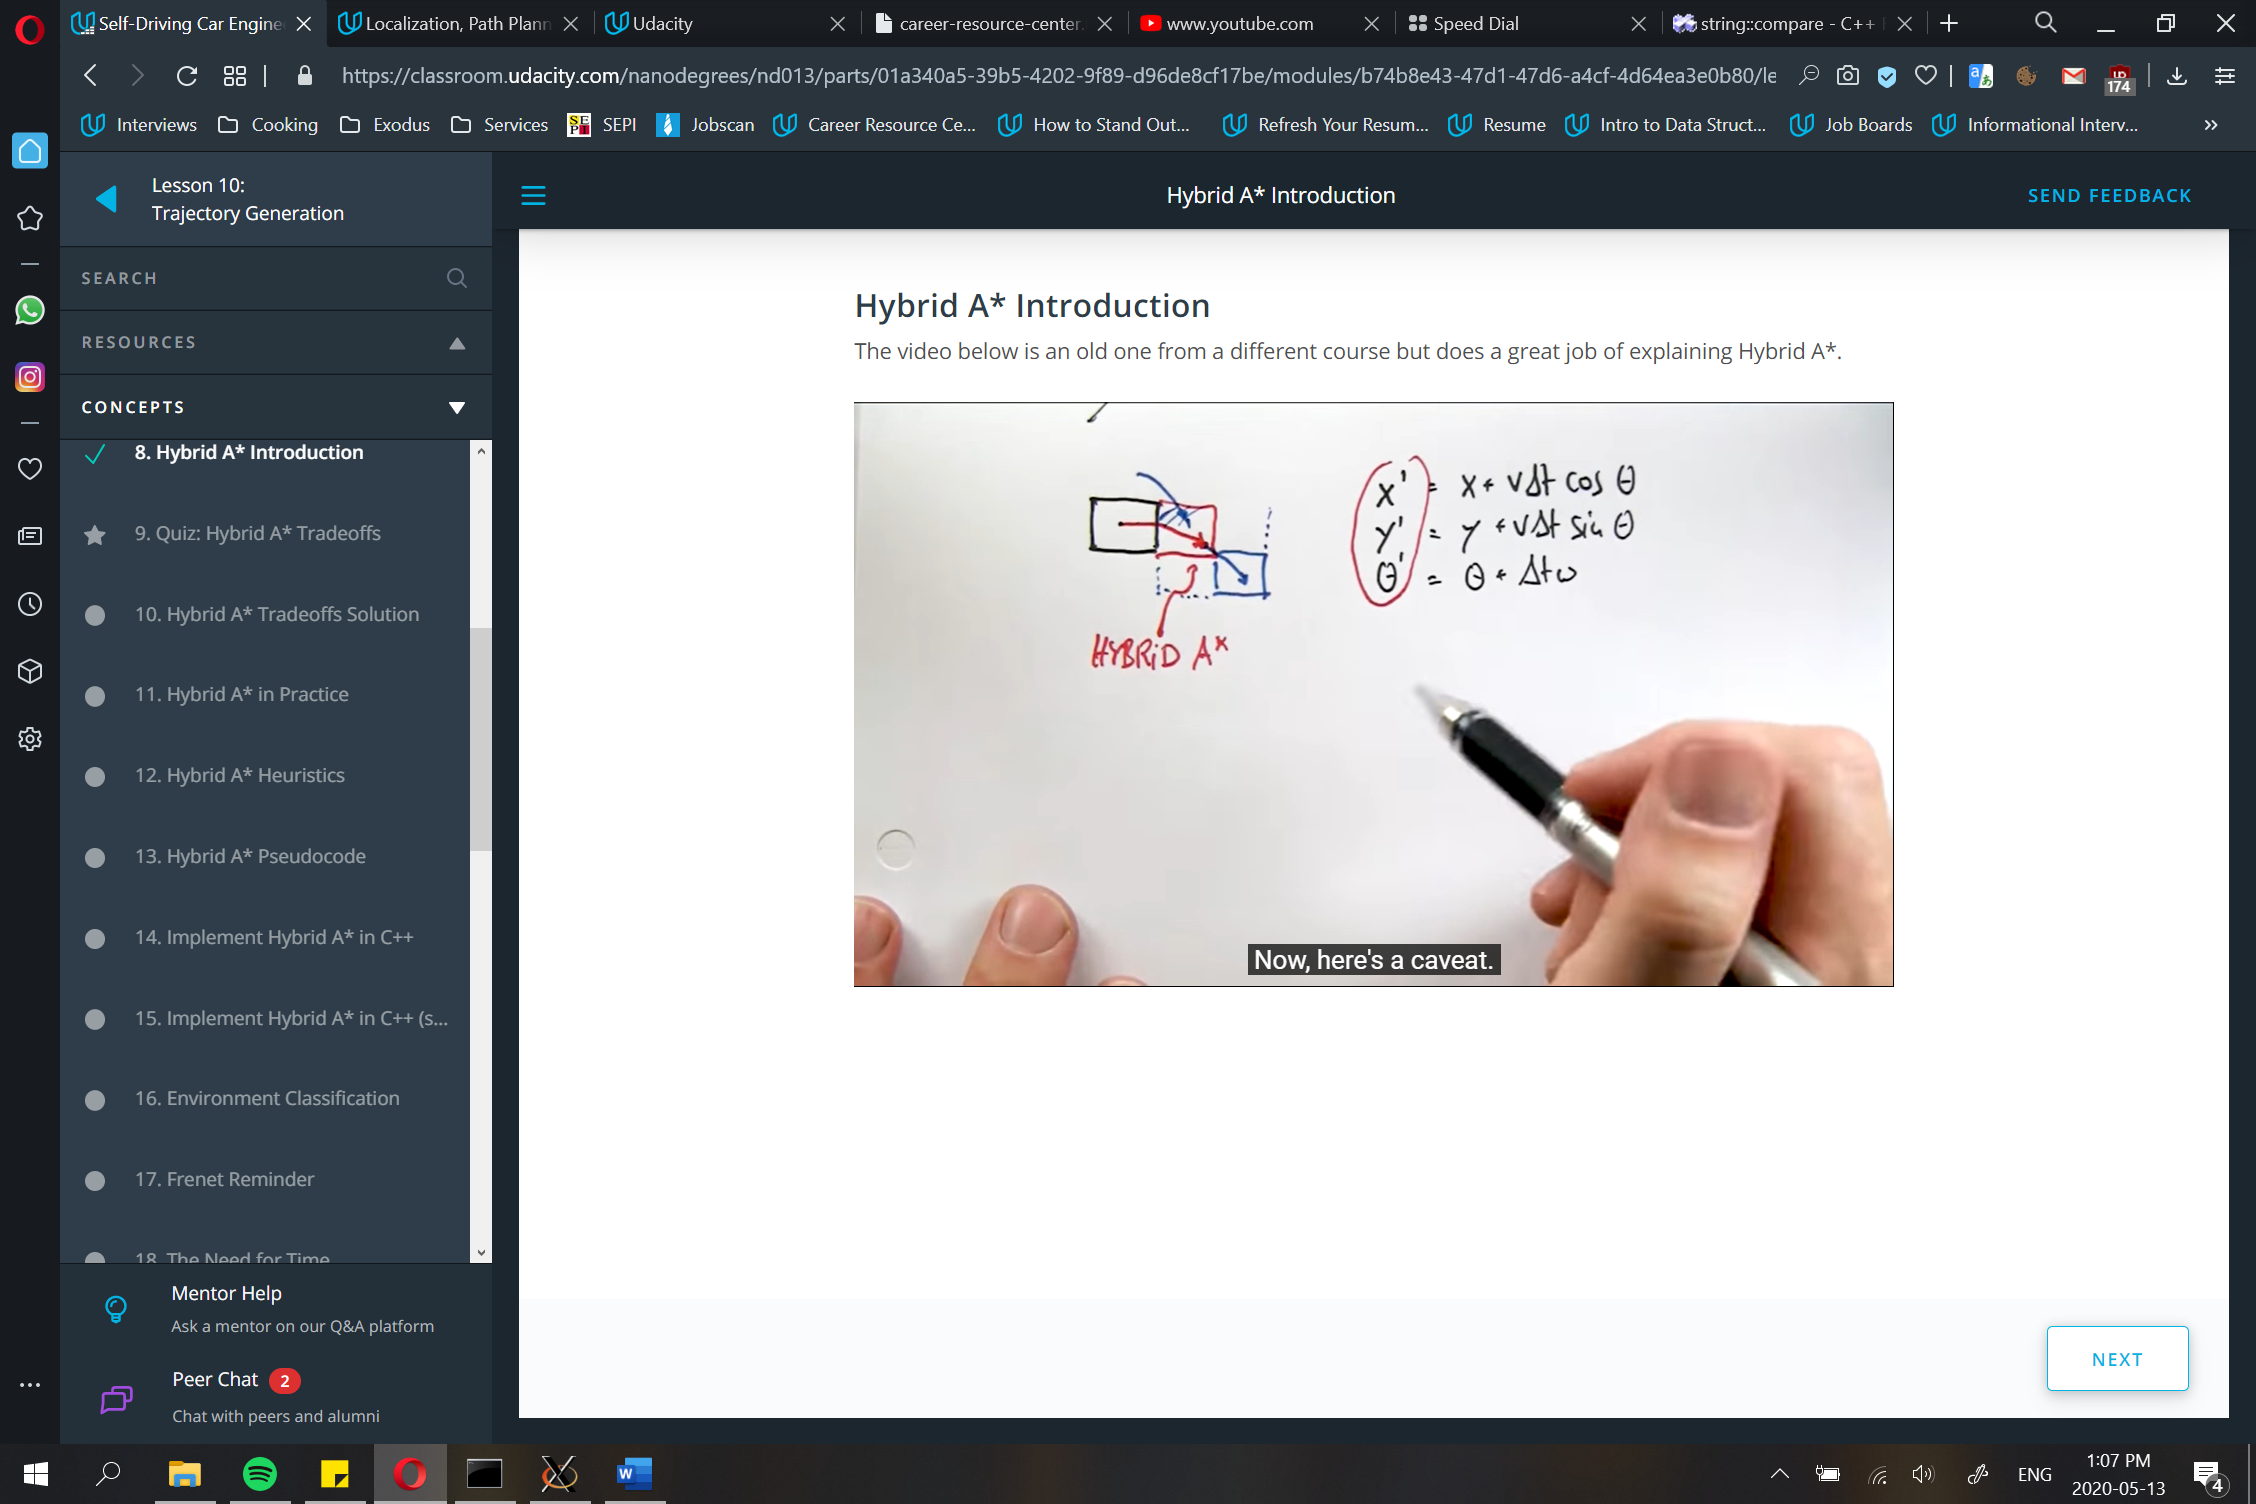 Self-Driving Car Engine
Localization, Path Plann
Udacity
career-resource-center.
www.youtube.com
Speed Dial
string::compare - C++
https://classroom.udacity.com/nanodegrees/nd013/parts/01a340a5-39b5-4202-9f89-d96de8cf17be/modules/b74b8e43-47d1-47d6-a4cf-4d64ea3e0b80/le
174
Interviews
Cooking
Exodus
Services
SEPI
Jobscan
Career Resource Ce...
How to Stand Out...
Refresh Your Resum...
Resume
Intro to Data Struct...
Job Boards
Informational Interv...
Lesson 10:
Trajectory Generation
SEARCH
RESOURCES
CONCEPTS
8. Hybrid A* Introduction
9. Quiz: Hybrid A* Tradeoffs
10. Hybrid A* Tradeoffs Solution
11. Hybrid A* in Practice
12. Hybrid A* Heuristics
13. Hybrid A* Pseudocode
14. Implement Hybrid A* in C++
15. Implement Hybrid A* in C++ (s...
16. Environment Classification
17. Frenet Reminder
18. The Need for Time
Mentor Help
Ask a mentor on our Q&A platform
Peer Chat 2
Chat with peers and alumni
Hybrid A* Introduction
SEND FEEDBACK
Hybrid A* Introduction
The video below is an old one from a different course but does a great job of explaining Hybrid A*.
x' = x + v Δt cos θ
y' = y + v Δt sin θ
θ' = θ + Δt ω
HYBRiD A*
Now, here's a caveat.
NEXT
ENG
1:07 PM
2020-05-13
4